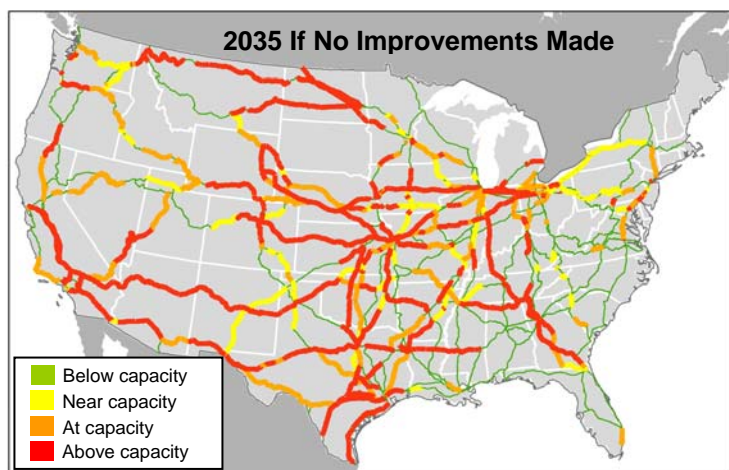 2035 If No Improvements Made
Below capacity
Near capacity
At capacity
Above capacity